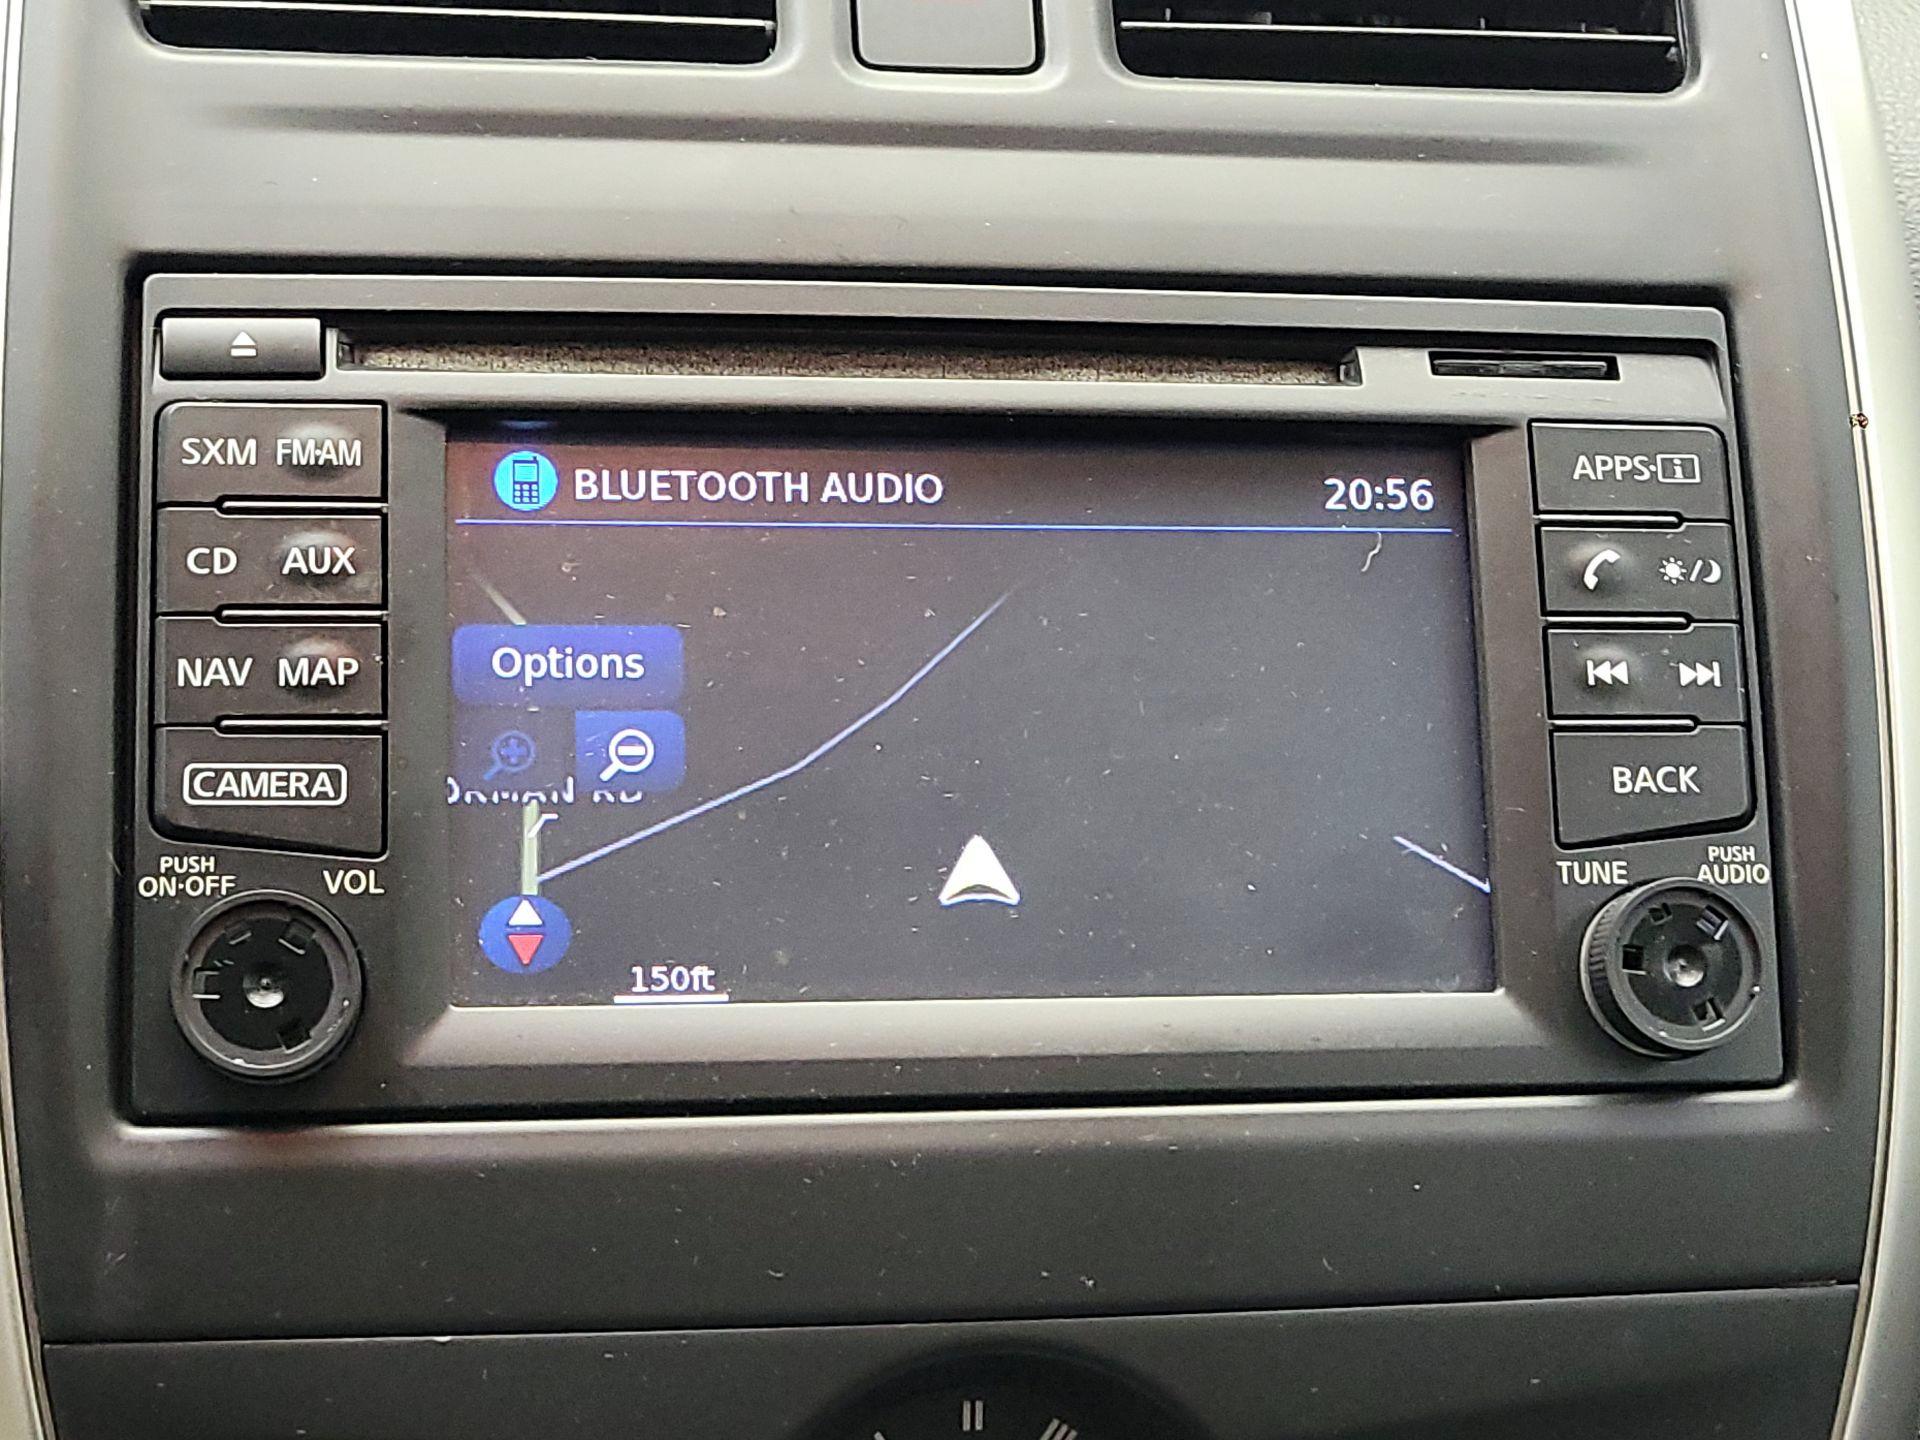 SXM FM·AM
CD AUX
NAV MAP
CAMERA
PUSH
ON·OFF VOL
BLUETOOTH AUDIO 20:56
Options
RD
150ft
APPS·i
BACK
TUNE PUSH
AUDIO